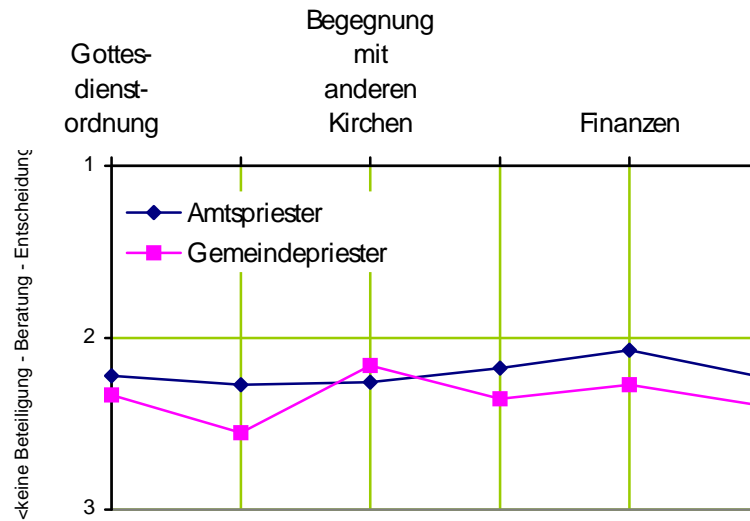 Gottes-
dienst-
ordnung
Begegnung
mit
anderen
Kirchen
Finanzen
<keine Beteiligung - Beratung - Entscheidung
1
2
3
Amtspriester
Gemeindepriester